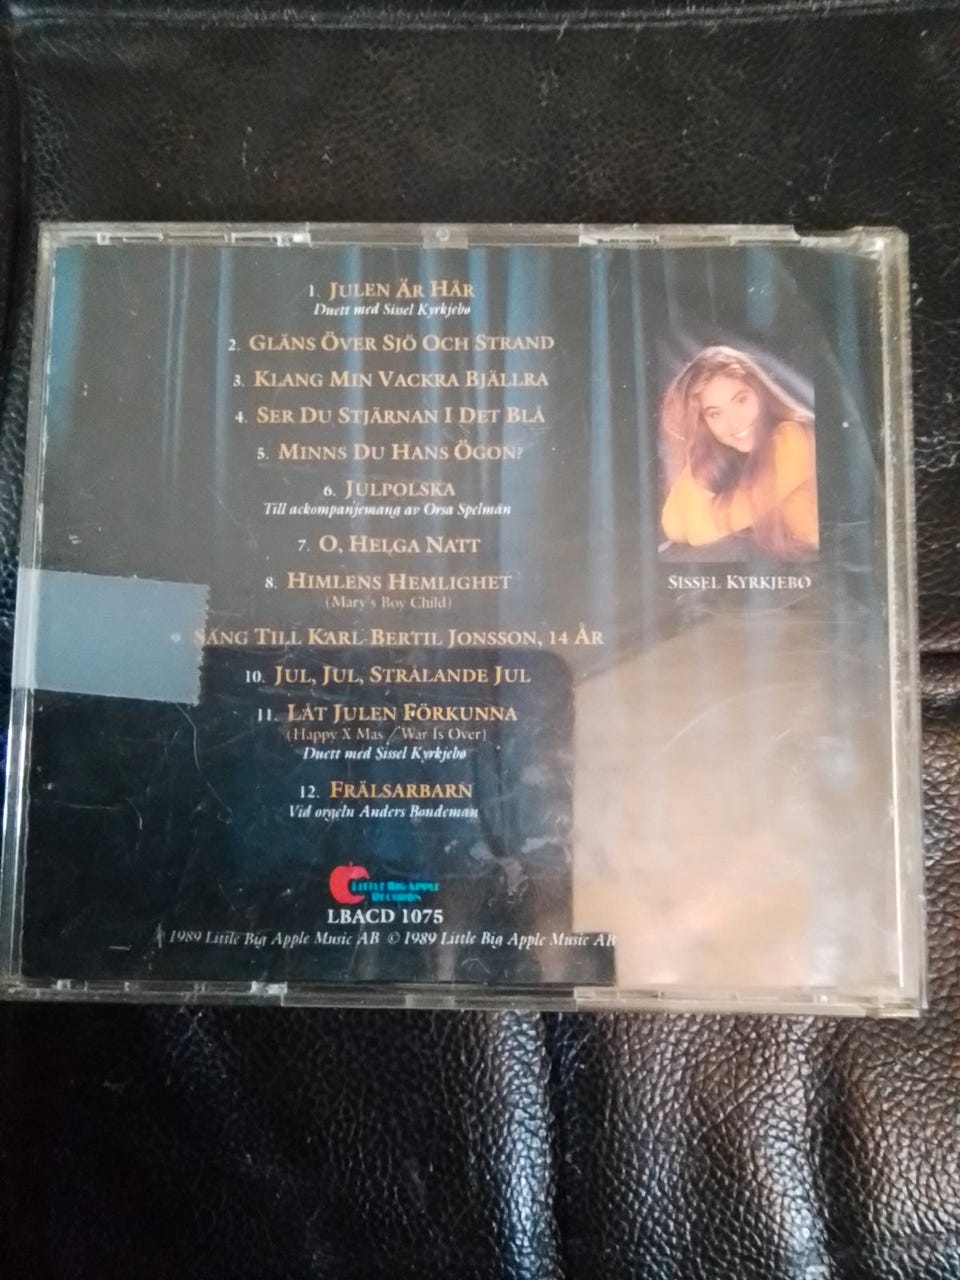 1. JULEN ÄR HÄR
Duett med Sissel Kyrkjebø
2. GLÄNS ÖVER SJÖ OCH STRAND
3. KLANG MIN VACKRA BJÄLLRA
4. SER DU STJÄRNAN I DET BLÅ
5. MINNS DU HANS ÖGON?
6. JULPOLSKA
Till ackompanjemang av Orsa Spelmän
7. O, HELGA NATT
8. HIMLENS HEMLIGHET
(Mary's Boy Child)
SÅNG TILL KARL-BERTIL JONSSON, 14 ÅR
10. JUL, JUL, STRÅLANDE JUL
11. LÅT JULEN FÖRKUNNA
(Happy X Mas / War Is Over)
Duett med Sissel Kyrkjebø
12. FRÄLSARBARN
Vid orgeln Anders Bondeman
SISSEL KYRKJEBØ
LITTLE BIG APPLE
RECORDS
LBACD 1075
℗ 1989 Little Big Apple Music AB © 1989 Little Big Apple Music AB